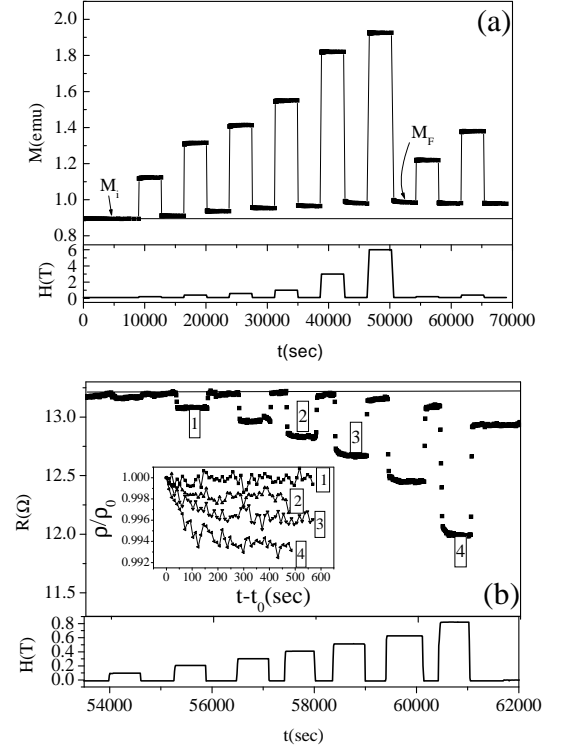 (a)
2.0
1.8
1.6
1.4
1.2
1.0
0.8
M(emu)
M_i
M_F
6
4
2
0
H(T)
0 10000 20000 30000 40000 50000 60000 70000
t(sec)
13.0
12.5
12.0
11.5
R(Ω)
1
2
3
4
1.000
0.998
0.996
0.994
0.992
ρ/ρ_0
1
2
3
4
0 100 200 300 400 500 600
t-t_0(sec)
(b)
0.8
0.6
0.4
0.2
0.0
H(T)
54000 56000 58000 60000 62000
t(sec)